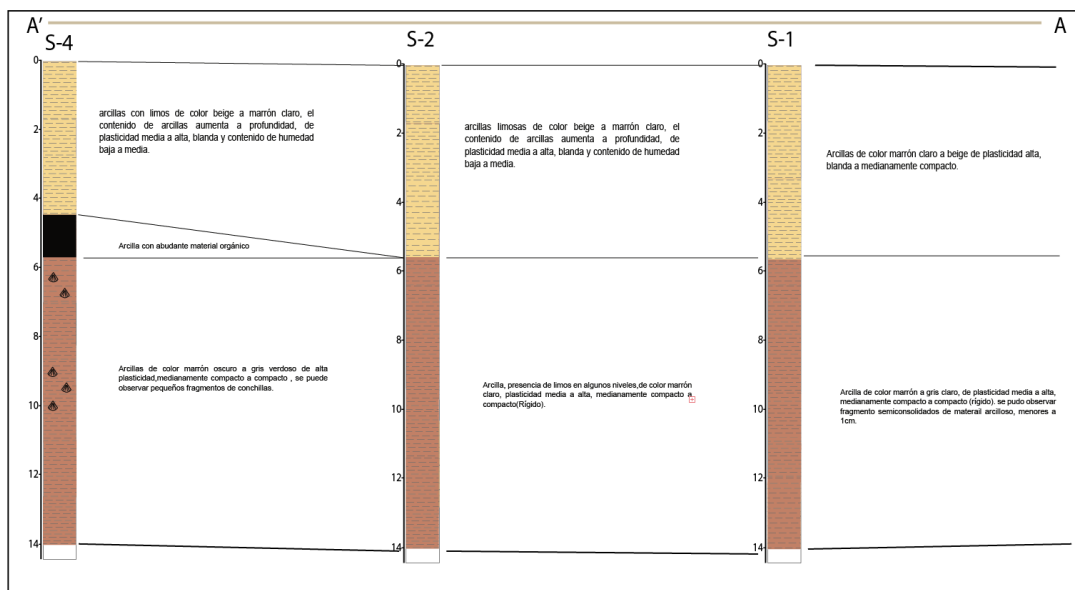 A'
A
S-4
S-2
S-1
0
2
4
6
8
10
12
14
arcillas con limos de color beige a marrón claro, el
contenido de arcillas aumenta a profundidad, de
plasticidad media a alta, blanda y contenido de humedad
baja a media.
Arcilla con abudante material orgánico
Arcillas de color marrón oscuro a gris verdoso de alta
plasticidad,medianamente compacto a compacto , se puede
observar pequeños fragmentos de conchillas.
0
2
4
6
8
10
12
14
arcillas limosas de color beige a marrón claro, el
contenido de arcillas aumenta a profundidad, de
plasticidad media a alta, blanda y contenido de humedad
baja a media.
Arcilla, presencia de limos en algunos niveles,de color marrón
claro, plasticidad media a alta, medianamente compacto a
compacto(Rígido).
0
2
4
6
8
10
12
14
Arcillas de color marrón claro a beige de plasticidad alta,
blanda a medianamente compacto.
Arcilla de color marrón a gris claro, de plasticidad media a alta,
medianamente compacto a compacto (rígido). se pudo observar
fragmento semiconsolidados de materail arcilloso, menores a
1cm.